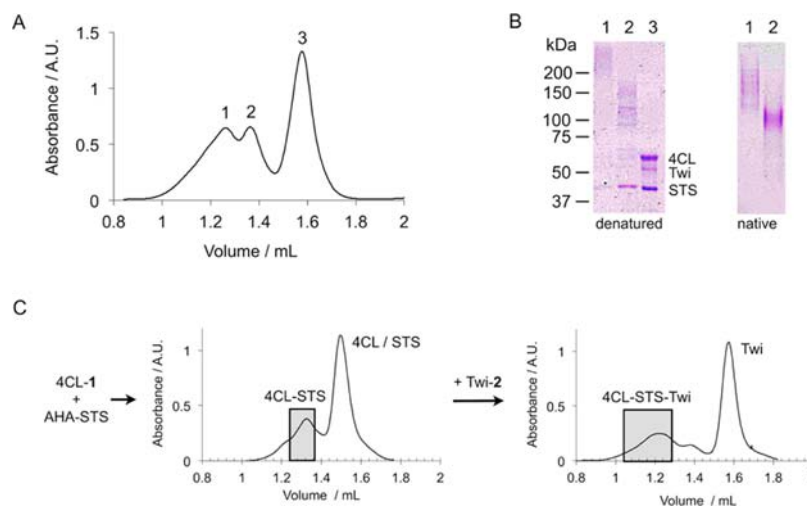 A
Absorbance / A.U.
1.5
1
0.5
0
1 2 3
0.8 1 1.2 1.4 1.6 1.8 2
Volume / mL
B
1 2 3 1 2
kDa
200
100
75
50
37
4CL
Twi
STS
denatured native
C
4CL-1
+
AHA-STS
Absorbance / A.U.
1
0.5
0
4CL / STS
4CL-STS
0.8 1 1.2 1.4 1.6 1.8 2
Volume / mL
+ Twi-2
Absorbance / A.U.
1
0.5
0
Twi
4CL-STS-Twi
0.8 1 1.2 1.4 1.6 1.8 2
Volume / mL